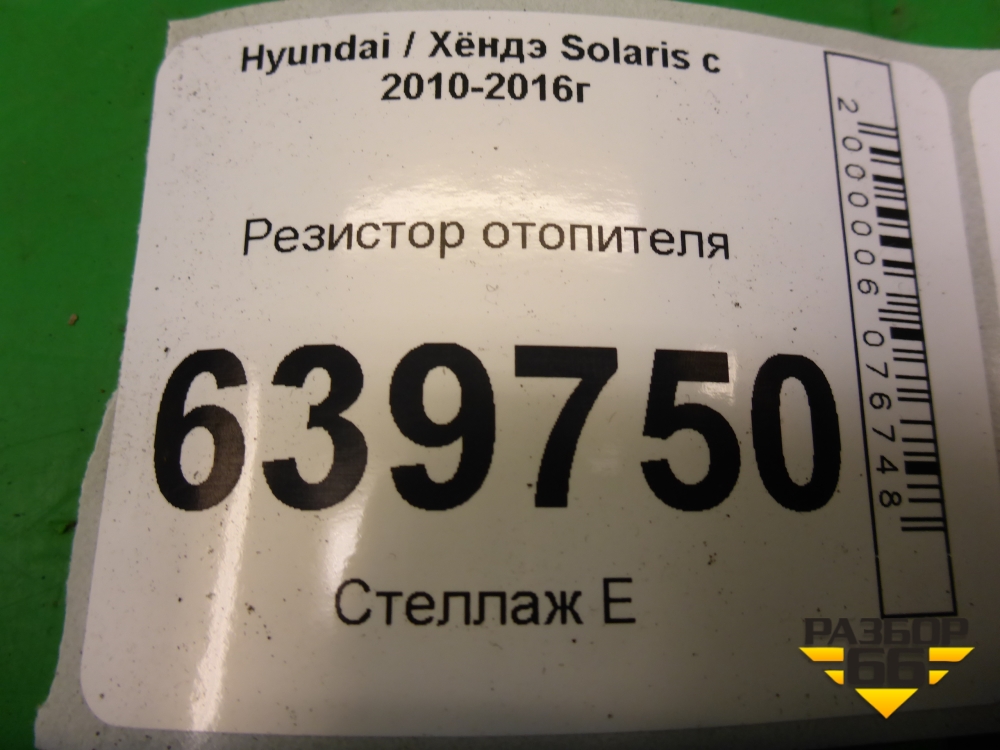 Hyundai / Хёндэ Solaris с
2010-2016г
Резистор отопителя
639750
Стеллаж Е
2000006076748
РАЗБОР
66